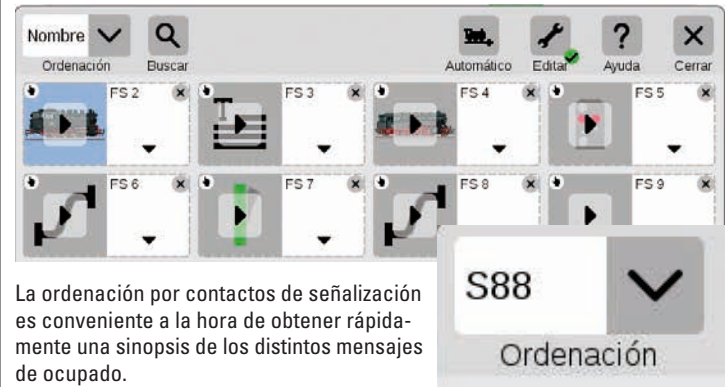 Nombre
Ordenación Buscar Automático Editar Ayuda Cerrar
FS 2 FS 3 FS 4 FS 5
FS 6 FS 7 FS 8 FS 9
La ordenación por contactos de señalización
es conveniente a la hora de obtener rápida-
mente una sinopsis de los distintos mensajes
de ocupado.
S88
Ordenación